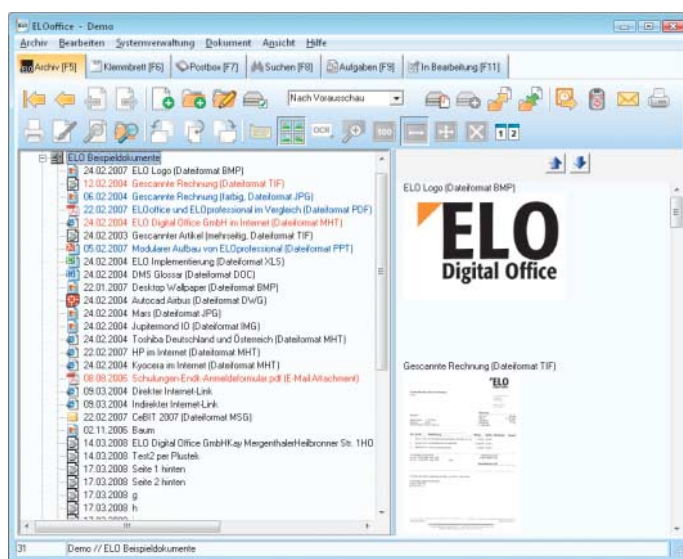 ELOoffice - Demo
Archiv Bearbeiten Systemverwaltung Dokument Ansicht Hilfe
ELO Archiv [F5] Klemmbrett [F6] Postbox [F7] Suchen [F8] Aufgaben [F9] In Bearbeitung [F11]
Nach Vorausschau
OCR 100 1 2
ELO Beispieldokumente
24.02.2007 ELO Logo (Dateiformat BMP)
12.02.2004 Gescannte Rechnung (Dateiformat TIF)
06.02.2004 Gescannte Rechnung (farbig, Dateiformat JPG)
22.02.2007 ELOoffice und ELOprofessional im Vergleich (Dateiformat PDF)
24.02.2004 ELO Digital Office GmbH im Internet (Dateiformat MHT)
24.02.2003 Gescannter Artikel (mehrseitig, Dateiformat TIF)
05.02.2007 Modularer Aufbau von ELOprofessional (Dateiformat PPT)
24.02.2004 ELO Implementierung (Dateiformat XLS)
24.02.2004 DMS Glossar (Dateiformat DOC)
22.01.2007 Desktop Wallpaper (Dateiformat BMP)
24.02.2004 Autocad Airbus (Dateiformat DWG)
24.02.2004 Mars (Dateiformat JPG)
24.02.2004 Jupitermond IO (Dateiformat IMG)
24.02.2004 Toshiba Deutschland und Österreich (Dateiformat MHT)
22.02.2007 HP im Internet (Dateiformat MHT)
24.02.2004 Kyocera im Internet (Dateiformat MHT)
08.08.2006 Schulungen-Endk-Anmeldeformular.pdf (E-Mail Attachment)
09.03.2004 Direkter Internet-Link
09.03.2004 Indirekter Internet-Link
22.02.2007 CeBIT 2007 (Dateiformat MSG)
02.11.2006 Baum
14.03.2008 ELO Digital Office GmbHKay MergenthalerHeilbronner Str. 1HO
14.03.2008 Test2 per Plustek
17.03.2008 Seite 1 hinten
17.03.2008 Seite 2 hinten
17.03.2008 g
17.03.2008 h
ELO Logo (Dateiformat BMP)
ELO
Digital Office
Gescannte Rechnung (Dateiformat TIF)
ELO
31 Demo // ELO Beispieldokumente